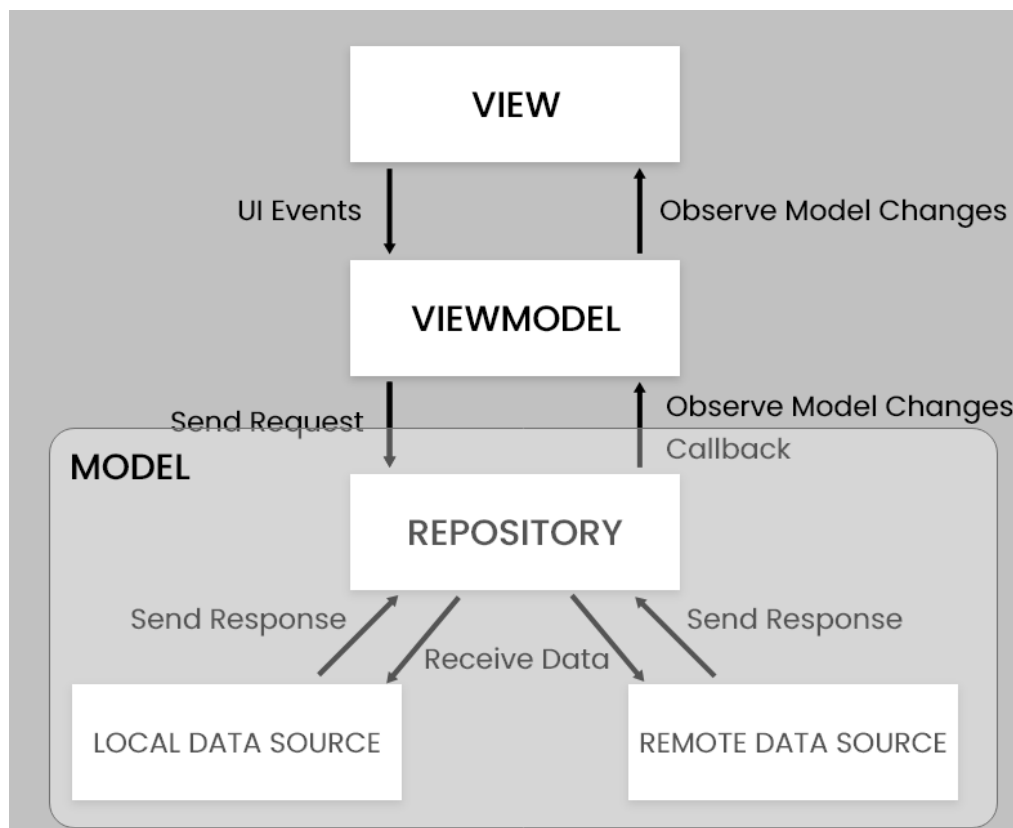 VIEW
UI Events
Observe Model Changes
VIEWMODEL
Send Request
Observe Model Changes
Callback
MODEL
REPOSITORY
Send Response
Send Response
Receive Data
LOCAL DATA SOURCE
REMOTE DATA SOURCE